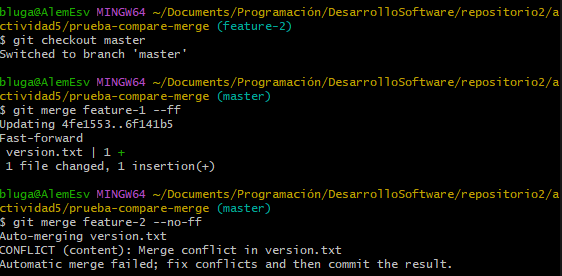 bluga@AlemEsv MINGW64 ~/Documents/Programación/DesarrolloSoftware/repositorio2/a
ctividad5/prueba-compare-merge (feature-2)
$ git checkout master
Switched to branch 'master'
bluga@AlemEsv MINGW64 ~/Documents/Programación/DesarrolloSoftware/repositorio2/a
ctividad5/prueba-compare-merge (master)
$ git merge feature-1 --ff
Updating 4fe1553..6f141b5
Fast-forward
 version.txt | 1 +
 1 file changed, 1 insertion(+)
bluga@AlemEsv MINGW64 ~/Documents/Programación/DesarrolloSoftware/repositorio2/a
ctividad5/prueba-compare-merge (master)
$ git merge feature-2 --no-ff
Auto-merging version.txt
CONFLICT (content): Merge conflict in version.txt
Automatic merge failed; fix conflicts and then commit the result.